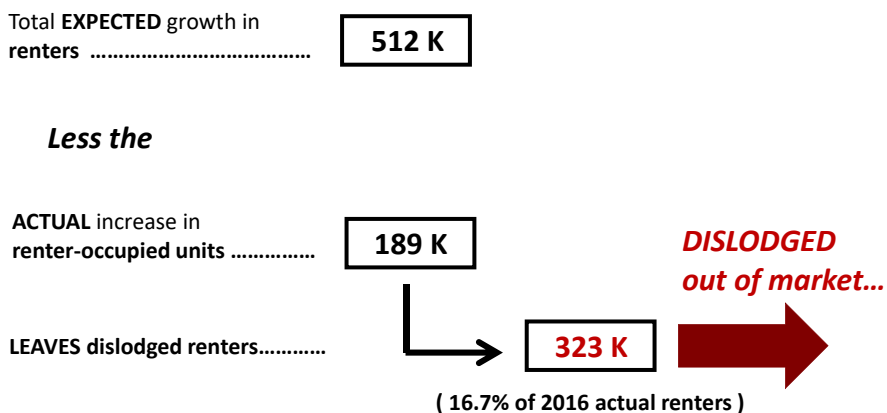 Total EXPECTED growth in
renters ………………………………… 512 K
Less the
ACTUAL increase in
renter-occupied units …………… 189 K
DISLODGED
out of market…
LEAVES dislodged renters………… 323 K
( 16.7% of 2016 actual renters )